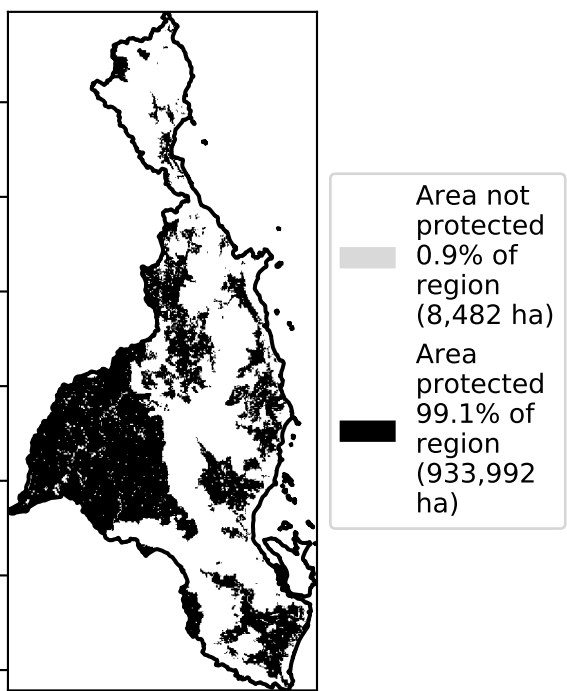 Area not
protected
0.9% of
region
(8,482 ha)
Area
protected
99.1% of
region
(933,992
ha)